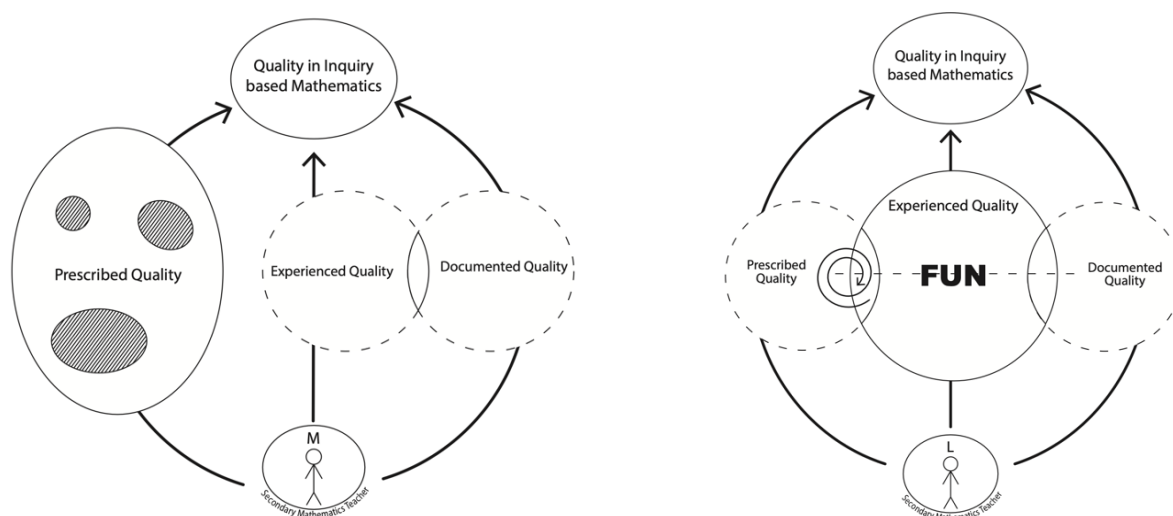 Quality in Inquiry
based Mathematics
Prescribed Quality
Experienced Quality
Documented Quality
M
Secondary Mathematics Teacher
Quality in Inquiry
based Mathematics
Experienced Quality
Prescribed
Quality
FUN
Documented
Quality
L
Secondary Mathematics Teacher